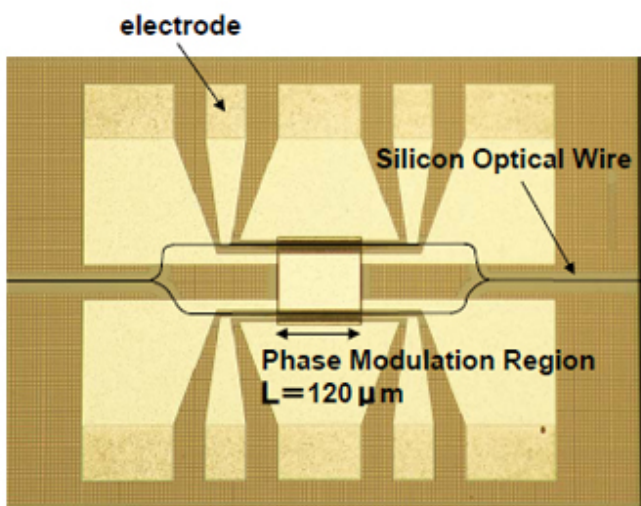 electrode
Silicon Optical Wire
Phase Modulation Region
L=120μm